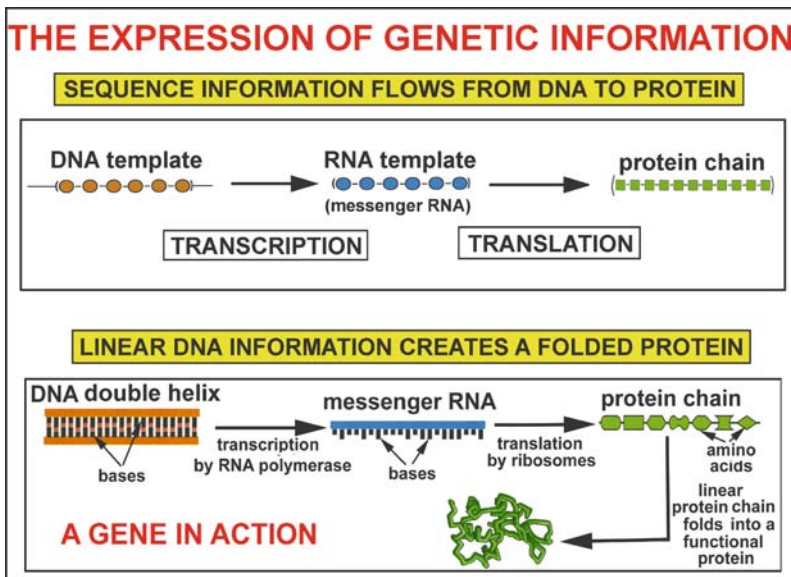 THE EXPRESSION OF GENETIC INFORMATION
SEQUENCE INFORMATION FLOWS FROM DNA TO PROTEIN
DNA template
RNA template
(messenger RNA)
protein chain
TRANSCRIPTION
TRANSLATION
LINEAR DNA INFORMATION CREATES A FOLDED PROTEIN
DNA double helix
bases
transcription
by RNA polymerase
messenger RNA
bases
translation
by ribosomes
protein chain
amino
acids
linear
protein chain
folds into a
functional
protein
A GENE IN ACTION